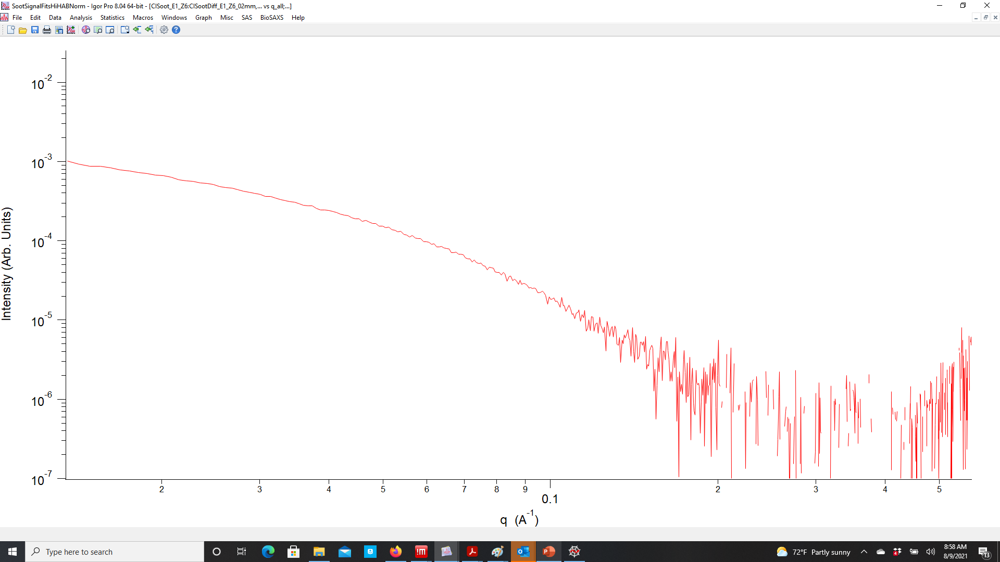 SootSignalFitsHiHABNorm - Igor Pro 8.04 64-bit - [ClSoot_E1_Z6:ClSootDiff_E1_Z6_02mm,... vs q_all;...]
File Edit Data Analysis Statistics Macros Windows Graph Misc SAS BioSAXS Help
10^-2
10^-3
10^-4
10^-5
10^-6
10^-7
Intensity (Arb. Units)
2 3 4 5 6 7 8 9 2 3 4 5
0.1
q (A^-1)
Type here to search
72°F Partly sunny
8:58 AM
8/9/2021
!M
4
13